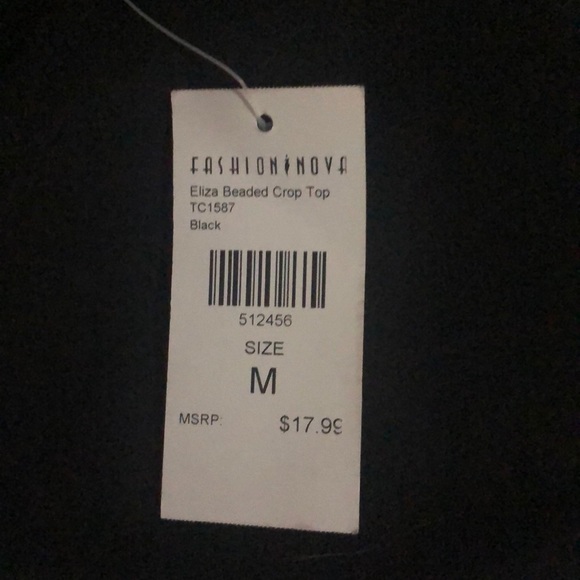 FASHION NOVA
Eliza Beaded Crop Top
TC1587
Black
512456
SIZE
M
MSRP: $17.99